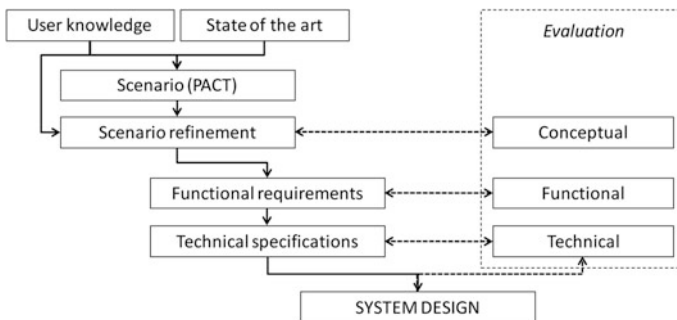 User knowledge
State of the art
Evaluation
Scenario (PACT)
Scenario refinement
Conceptual
Functional requirements
Functional
Technical specifications
Technical
SYSTEM DESIGN